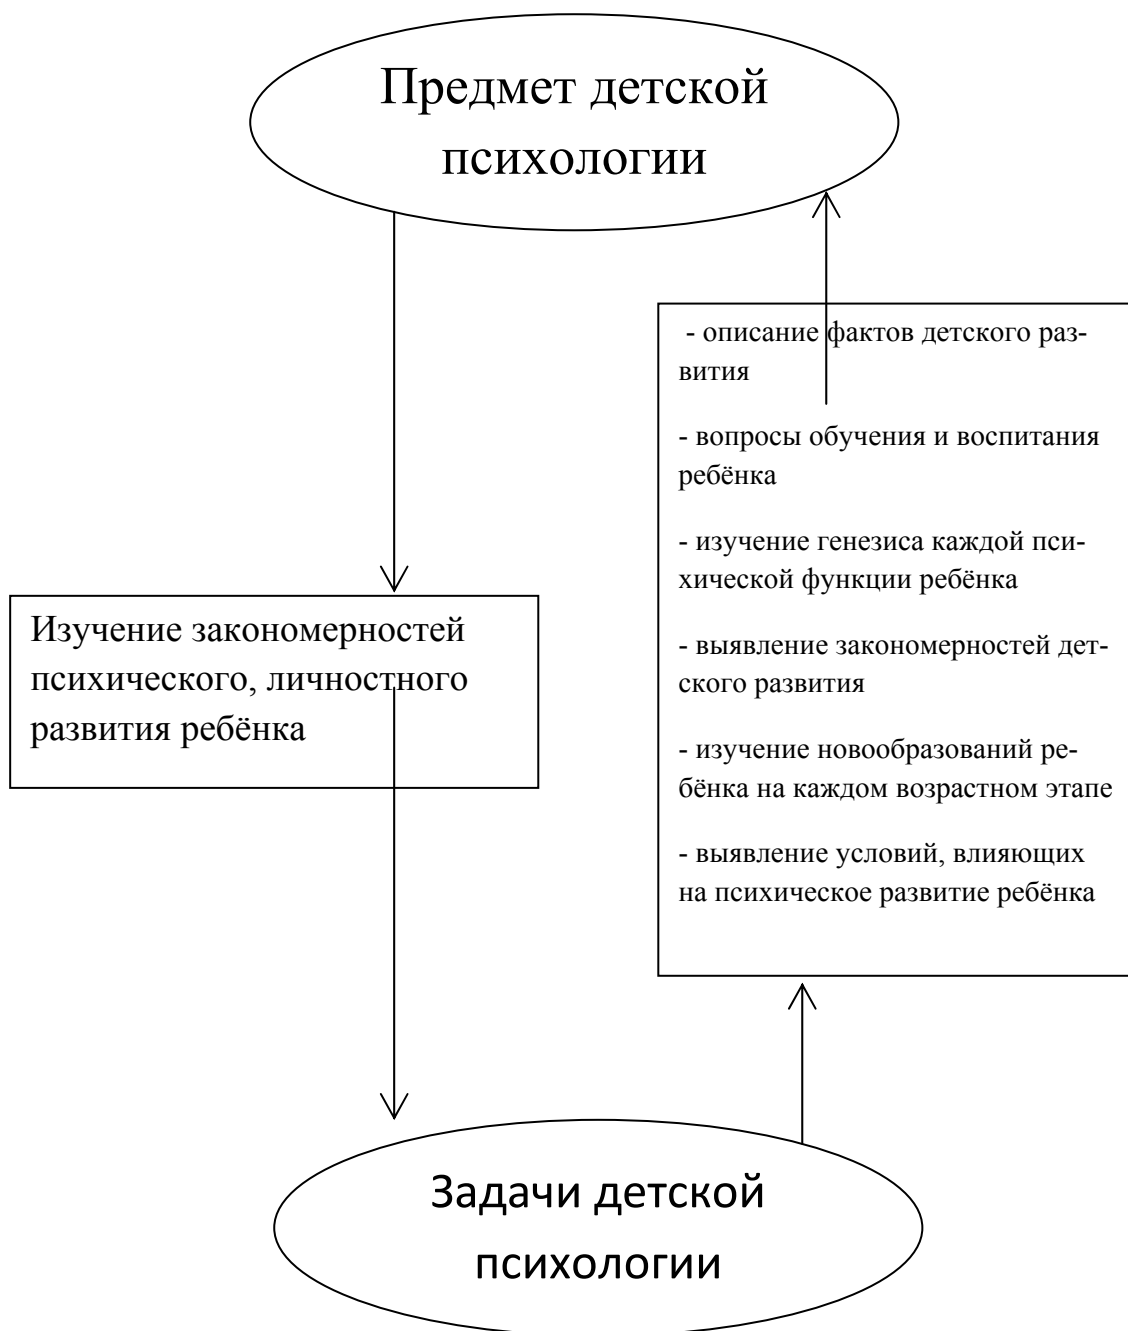 Предмет детской
психологии
Изучение закономерностей
психического, личностного
развития ребёнка
- описание фактов детского раз-
вития
- вопросы обучения и воспитания
ребёнка
- изучение генезиса каждой пси-
хической функции ребёнка
- выявление закономерностей дет-
ского развития
- изучение новообразований ре-
бёнка на каждом возрастном этапе
- выявление условий, влияющих
на психическое развитие ребёнка
Задачи детской
психологии